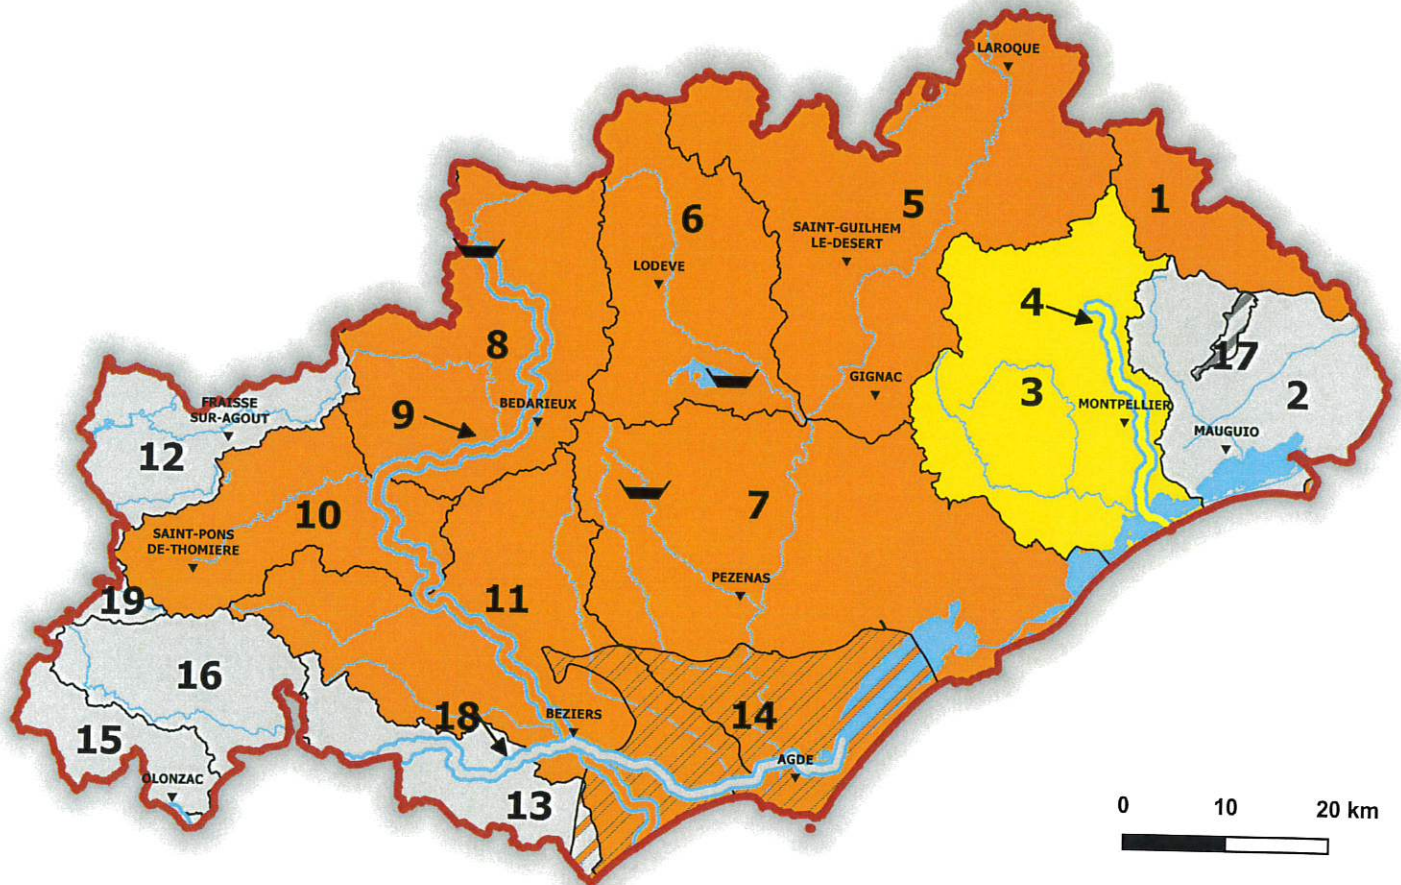 LAROQUE
1
5
6
SAINT-GUILHEM
LE-DESERT
LODEVE
4
8
17
GIGNAC
3
2
FRAISSE
SUR-AGOUT
9
BEDARIEUX
MONTPELLIER
MAUGUIO
12
7
10
SAINT-PONS
DE-THOMIERE
PEZENAS
19
11
16
18
BEZIERS
14
15
AGDE
OLONZAC
13
0 10 20 km